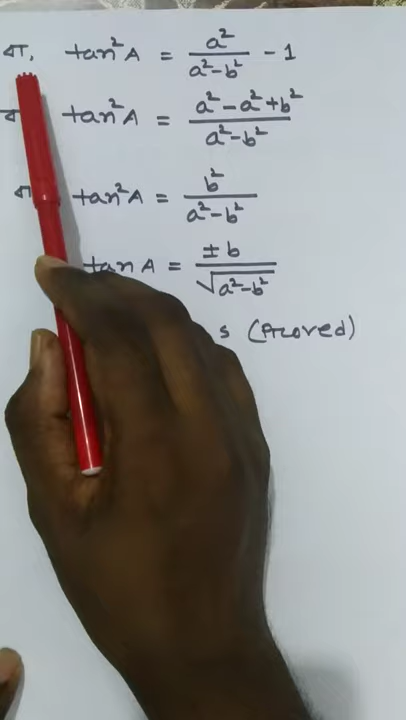 বা, tan²A = a²/(a²-b²) - 1
tan²A = (a²-a²+b²)/(a²-b²)
tan²A = b²/(a²-b²)
tan A = ±b/√(a²-b²)
s (Proved)